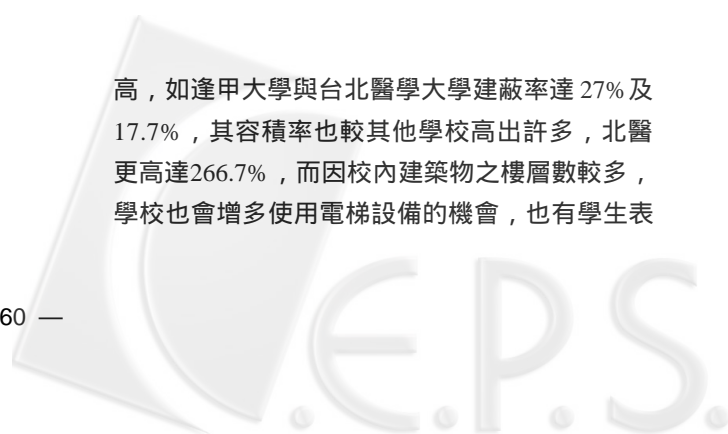 高，如逢甲大學與台北醫學大學建蔽率達 27% 及
17.7%，其容積率也較其他學校高出許多，北醫
更高達266.7%，而因校內建築物之樓層數較多，
學校也會增多使用電梯設備的機會，也有學生表
60 —
C.E.P.S.